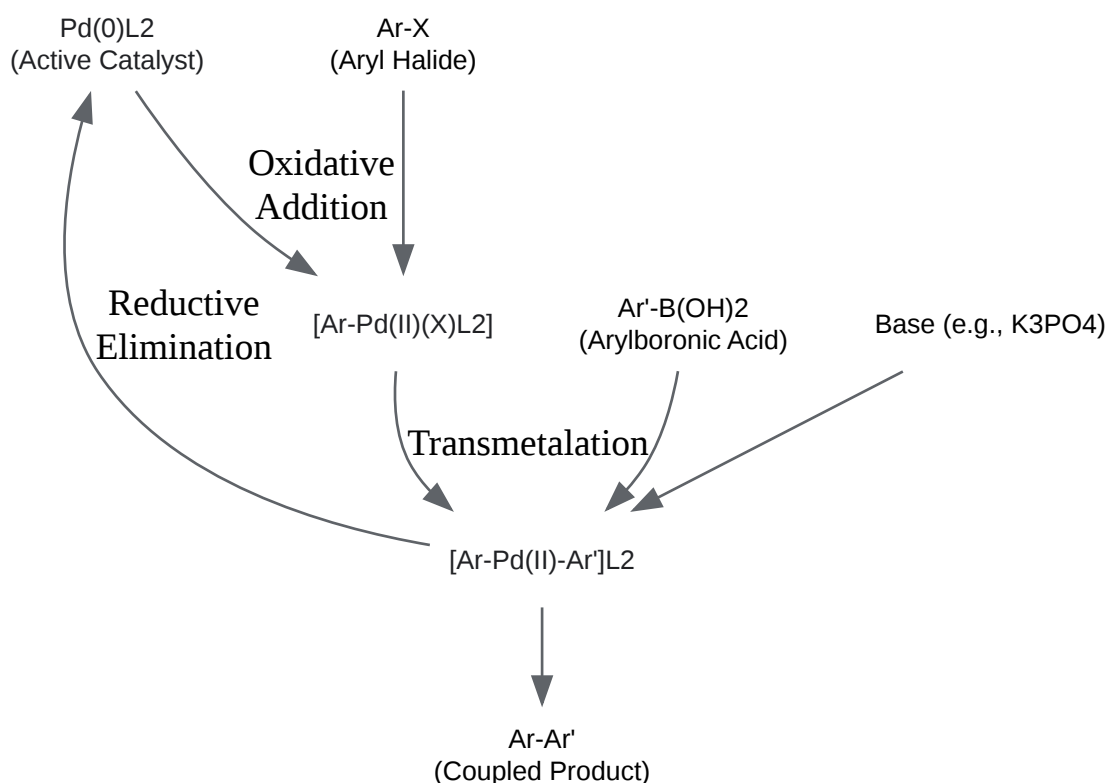 Pd(0)L2
(Active Catalyst)
Ar-X
(Aryl Halide)
Oxidative
Addition
Reductive
Elimination
[Ar-Pd(II)(X)L2]
Ar'-B(OH)2
(Arylboronic Acid)
Base (e.g., K3PO4)
Transmetalation
[Ar-Pd(II)-Ar']L2
Ar-Ar'
(Coupled Product)